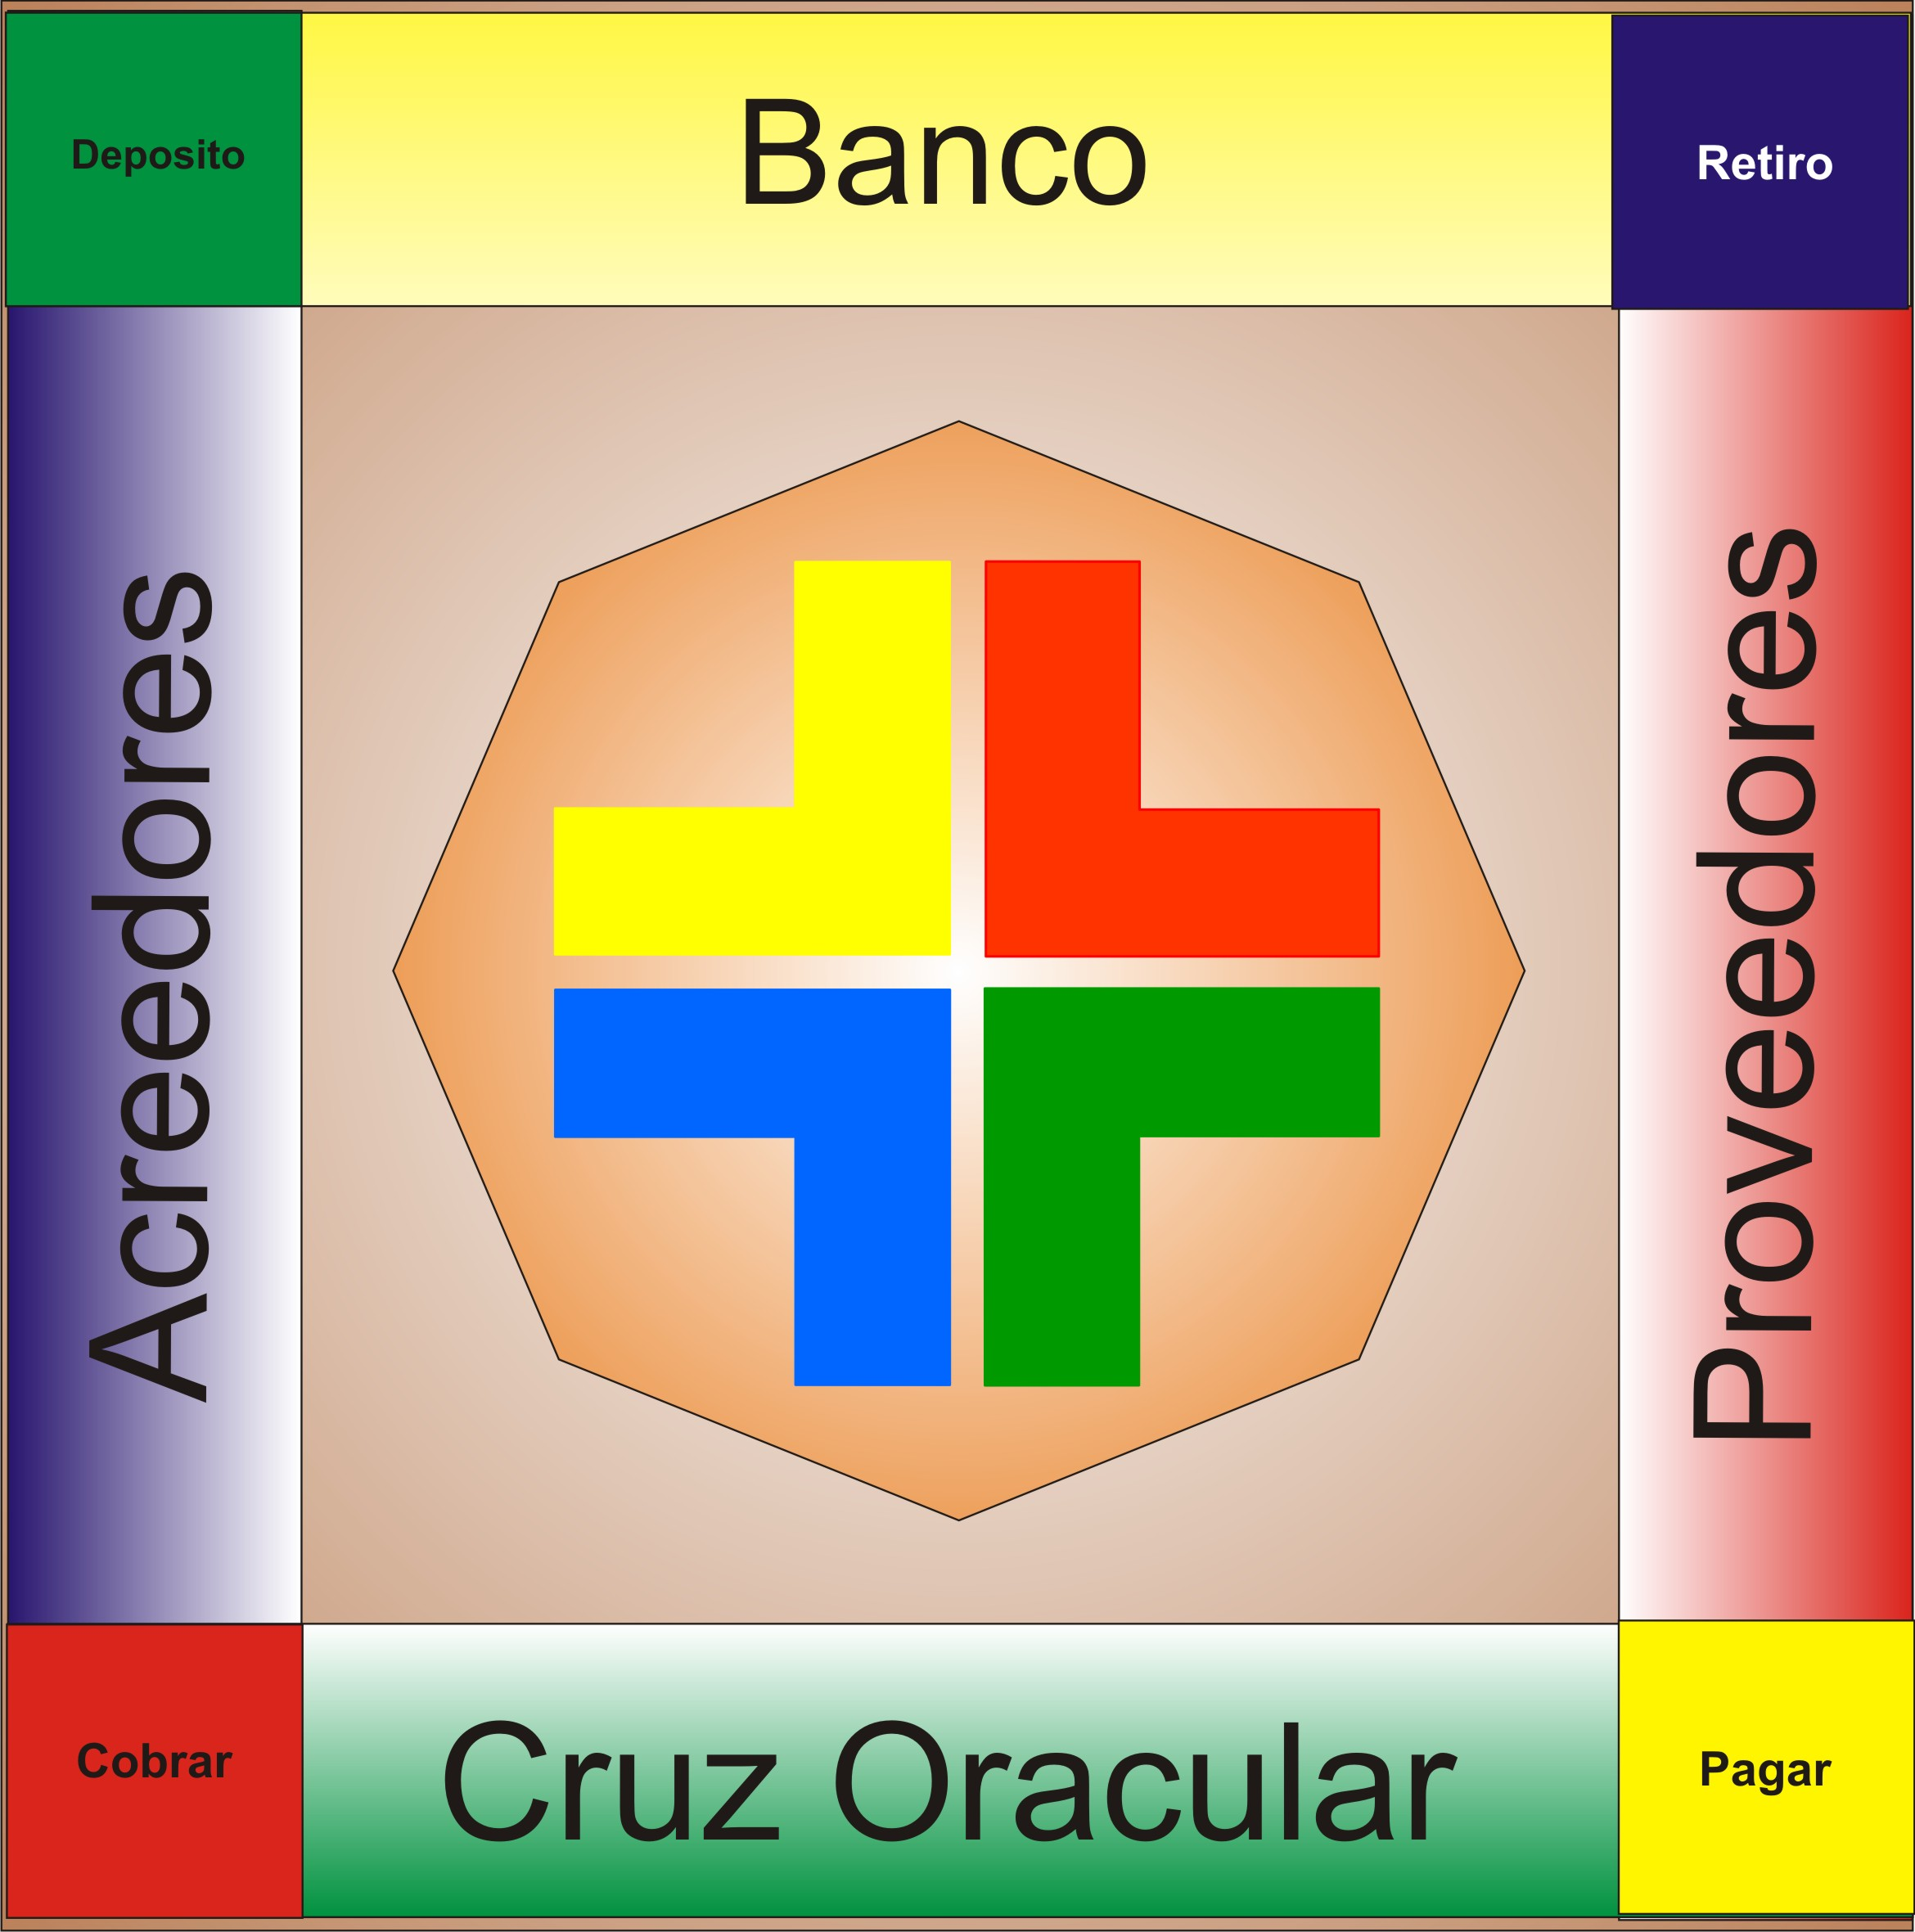 Deposito
Banco
Retiro
Acreedores
Proveedores
Cobrar
Cruz Oracular
Pagar